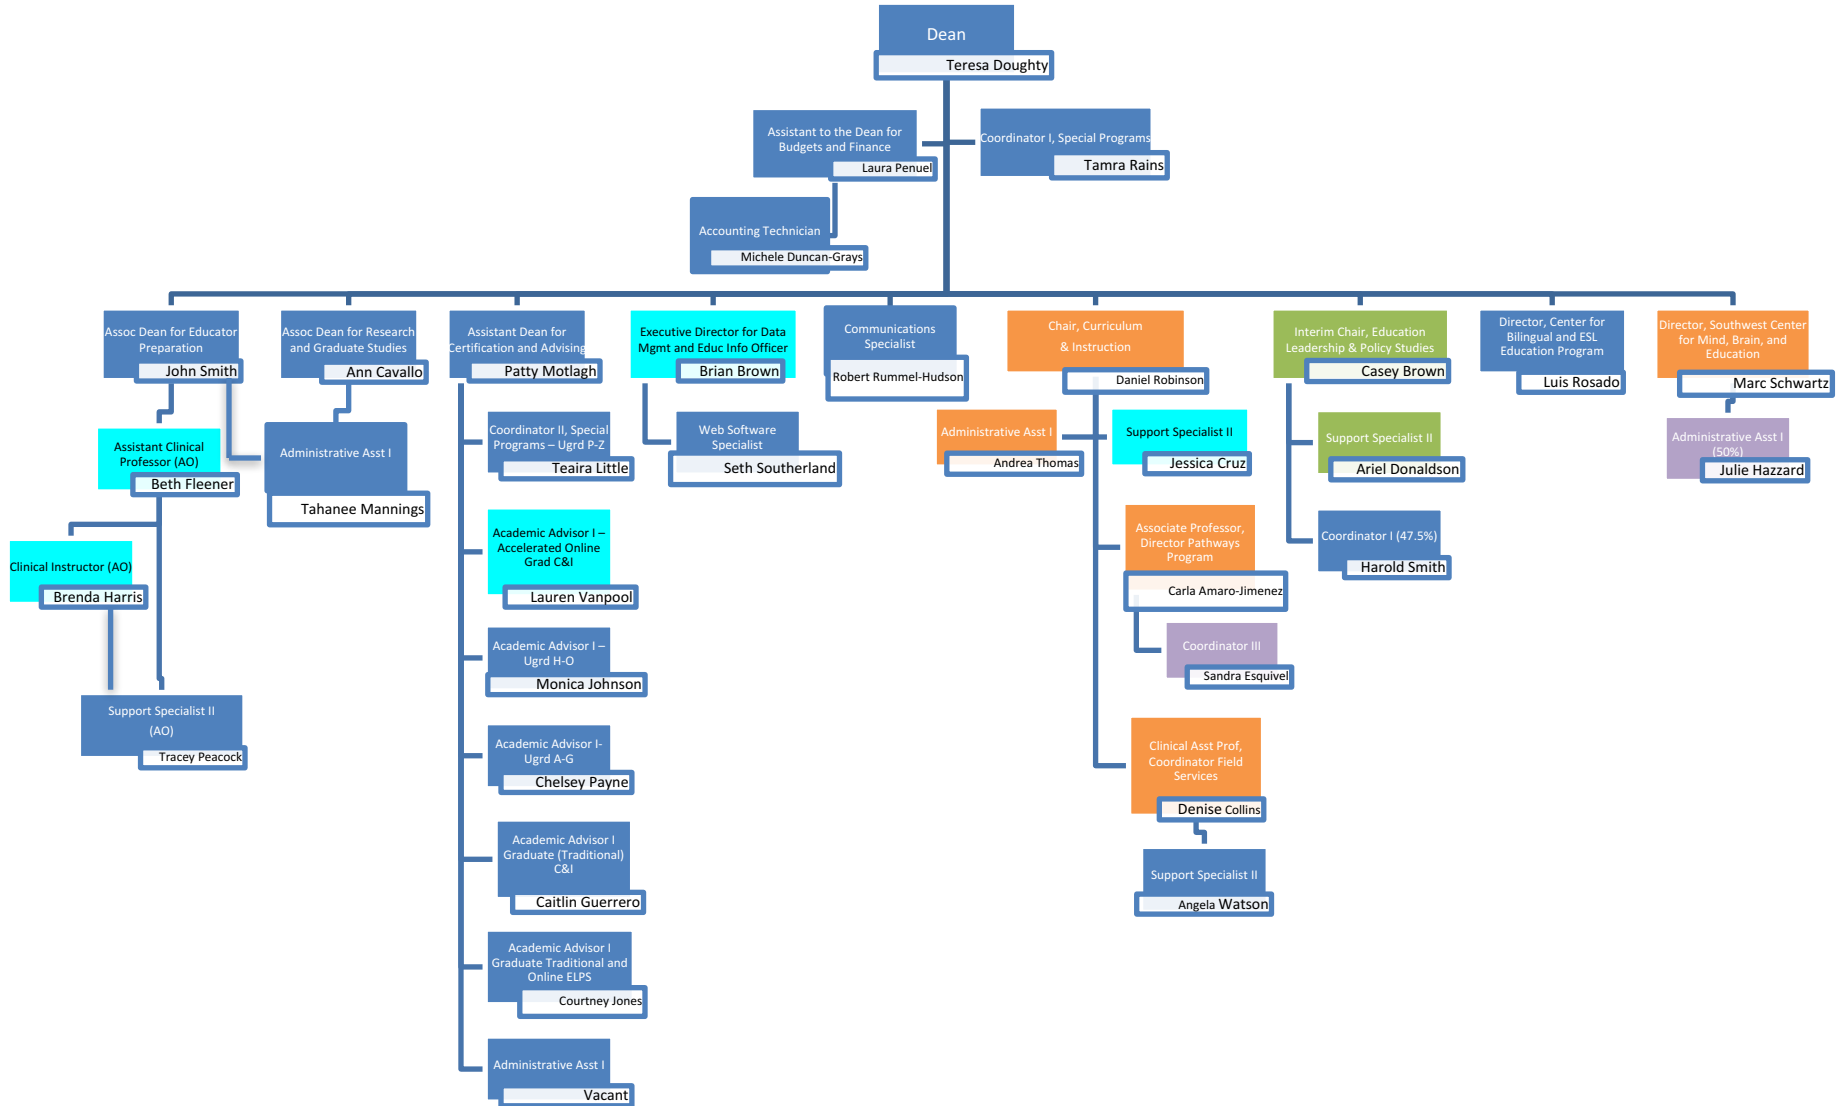 Dean
Teresa Doughty
Assistant to the Dean for
Budgets and Finance
Laura Penuel
Coordinator I, Special Programs
Tamra Rains
Accounting Technician
Michele Duncan-Grays
Assoc Dean for Educator
Preparation
John Smith
Assoc Dean for Research
and Graduate Studies
Ann Cavallo
Assistant Dean for
Certification and Advising
Patty Motlagh
Executive Director for Data
Mgmt and Educ Info Officer
Brian Brown
Communications
Specialist
Robert Rummel-Hudson
Chair, Curriculum
& Instruction
Daniel Robinson
Interim Chair, Education
Leadership & Policy Studies
Casey Brown
Director, Center for
Bilingual and ESL
Education Program
Luis Rosado
Director, Southwest Center
for Mind, Brain, and
Education
Marc Schwartz
Assistant Clinical
Professor (AO)
Beth Fleener
Administrative Asst I
Tahanee Mannings
Clinical Instructor (AO)
Brenda Harris
Support Specialist II
(AO)
Tracey Peacock
Coordinator II, Special
Programs – Ugrd P-Z
Teaira Little
Academic Advisor I –
Accelerated Online
Grad C&I
Lauren Vanpool
Academic Advisor I –
Ugrd H-O
Monica Johnson
Academic Advisor I-
Ugrd A-G
Chelsey Payne
Academic Advisor I
Graduate (Traditional)
C&I
Caitlin Guerrero
Academic Advisor I
Graduate Traditional and
Online ELPS
Courtney Jones
Administrative Asst I
Vacant
Web Software
Specialist
Seth Southerland
Administrative Asst I
Andrea Thomas
Support Specialist II
Jessica Cruz
Associate Professor,
Director Pathways
Program
Carla Amaro-Jimenez
Coordinator III
Sandra Esquivel
Clinical Asst Prof,
Coordinator Field
Services
Denise Collins
Support Specialist II
Angela Watson
Support Specialist II
Ariel Donaldson
Coordinator I (47.5%)
Harold Smith
Administrative Asst I
(50%)
Julie Hazzard